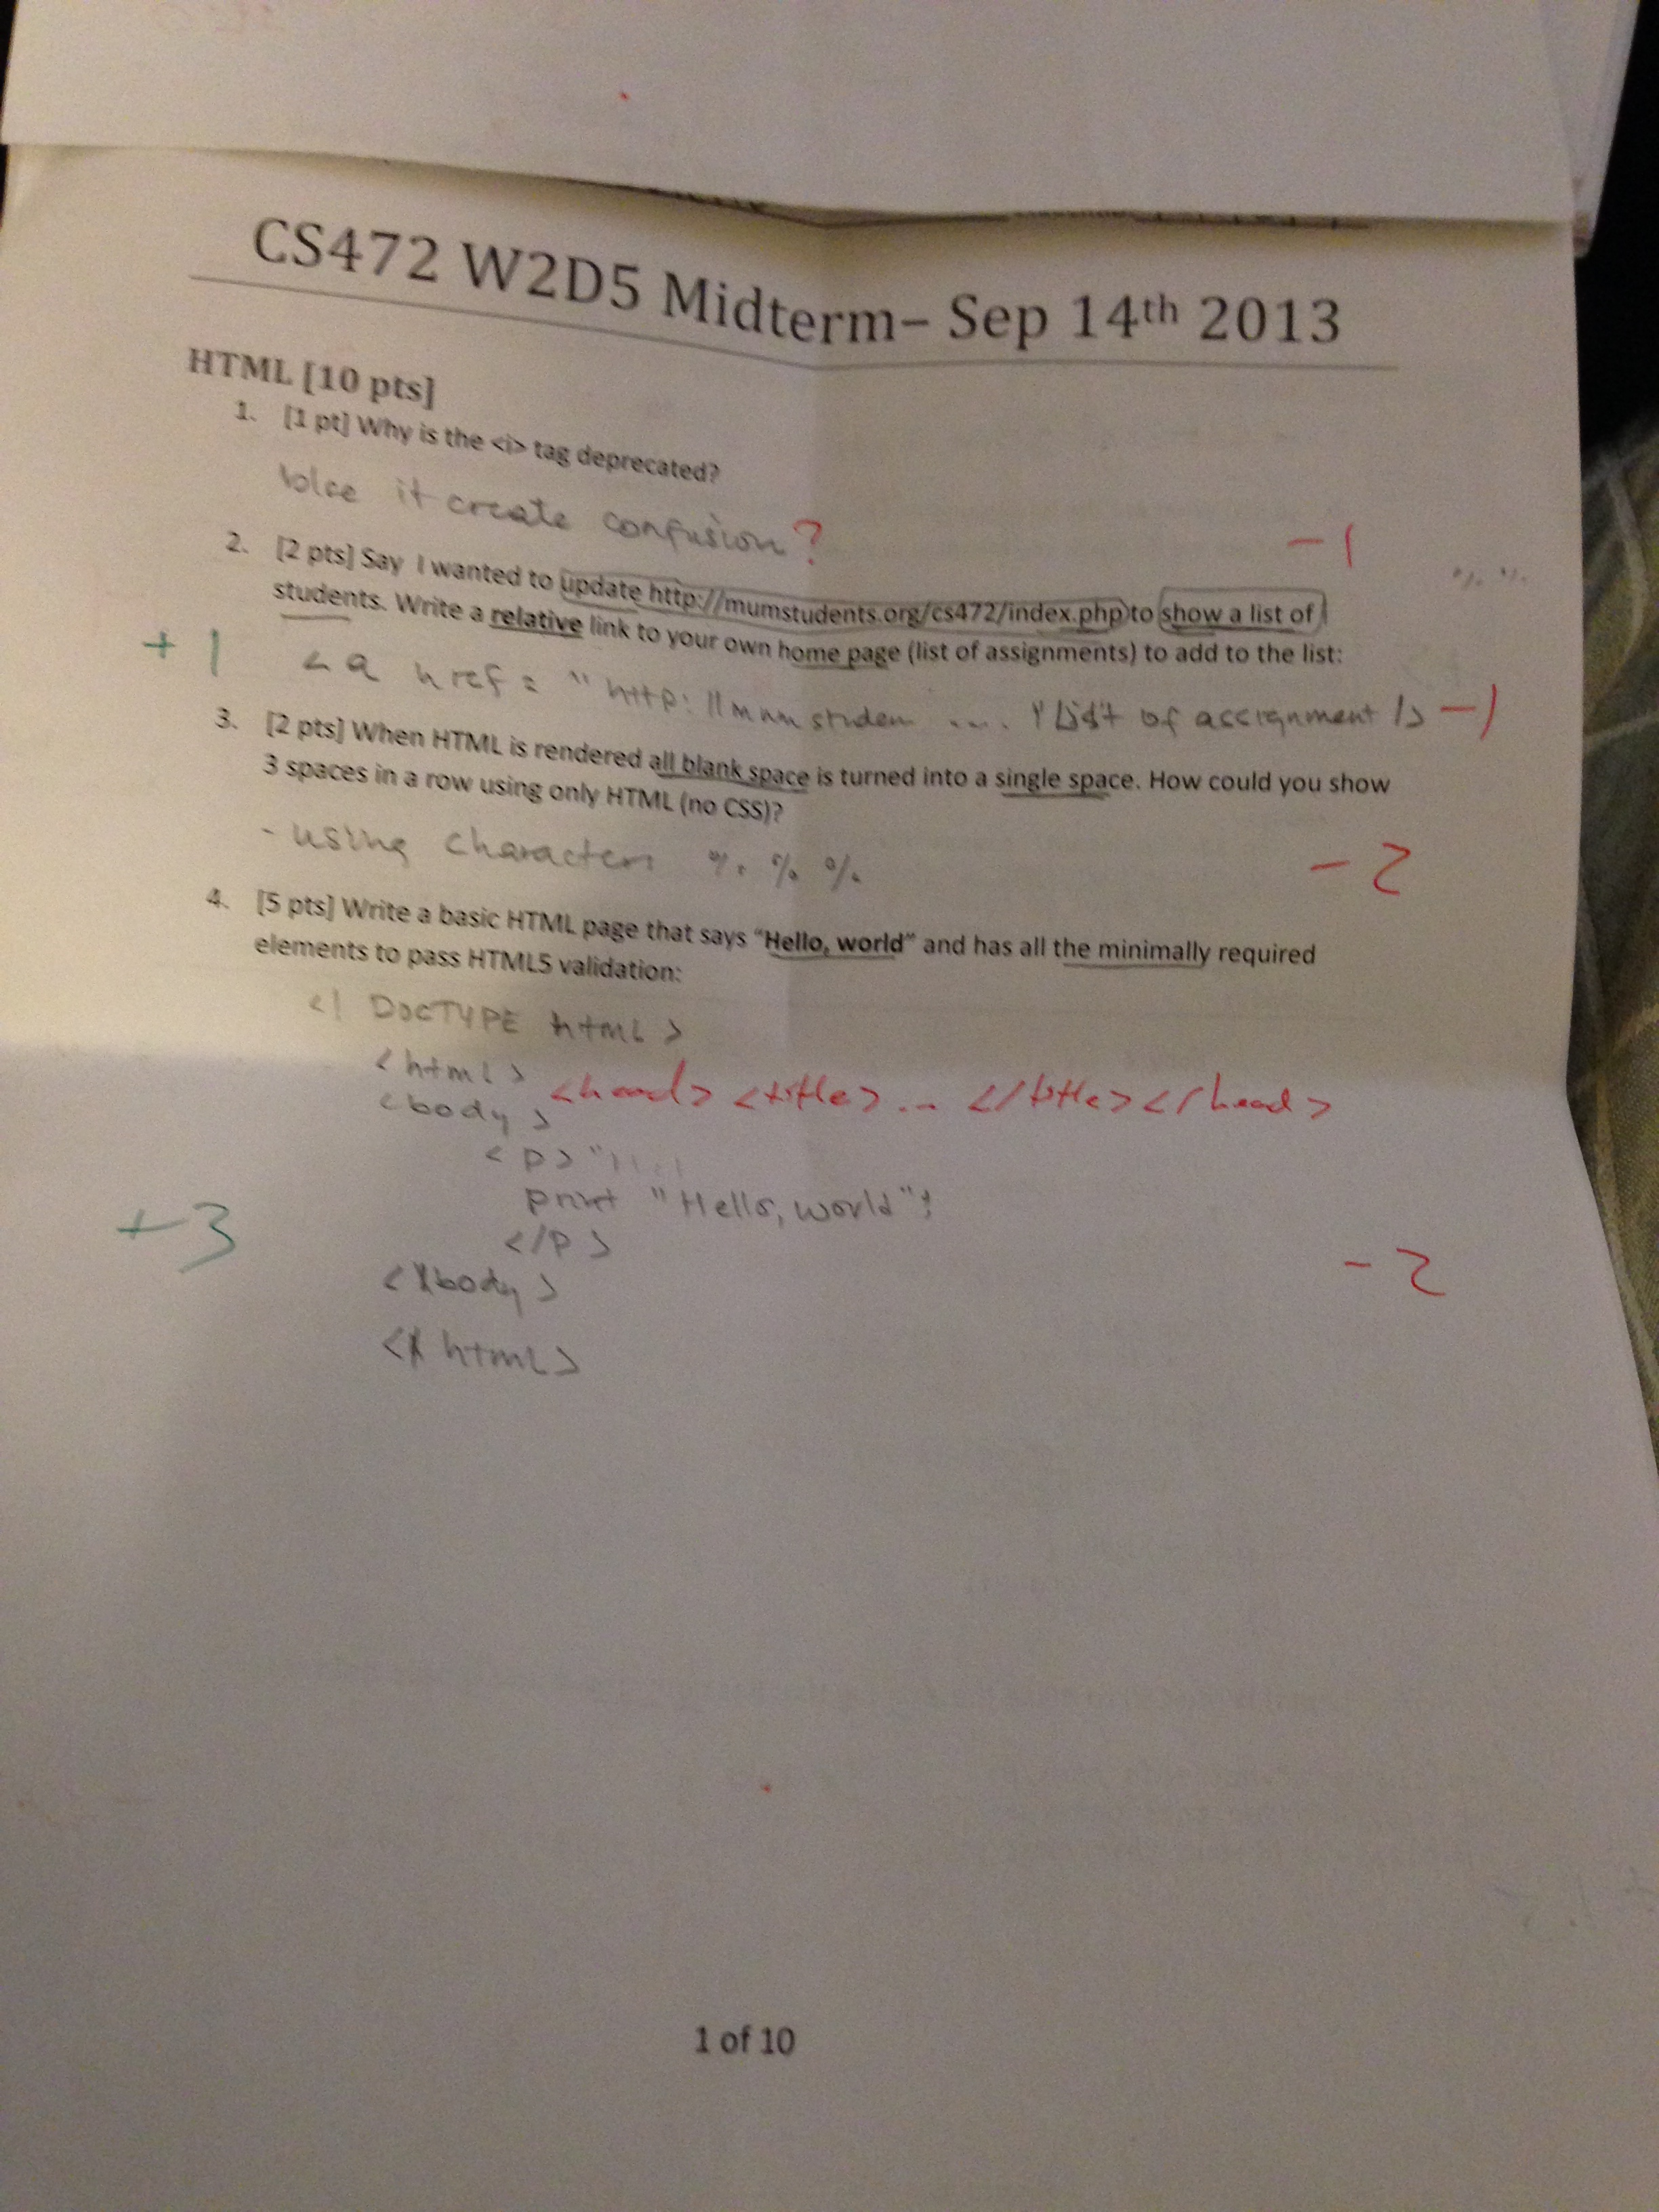 CS472 W2D5 Midterm– Sep 14th 2013
HTML [10 pts]
1. [1 pt] Why is the <i> tag deprecated?
it create confusion ?
-1
2. [2 pts] Say I wanted to update http://mumstudents.org/cs472/index.php to show a list of
students. Write a relative link to your own home page (list of assignments) to add to the list:
+1 <a href = "http://mumstuden .... List of assignment /> -1
3. [2 pts] When HTML is rendered all blank space is turned into a single space. How could you show
3 spaces in a row using only HTML (no CSS)?
- using characters % % %
-2
4. [5 pts] Write a basic HTML page that says “Hello, world” and has all the minimally required
elements to pass HTML5 validation:
<! DOCTYPE html >
<html> <head> <title> ... </title> </head>
<body>
<p>
print "Hello, world";
+3
</p>
-2
</body>
</html>
1 of 10